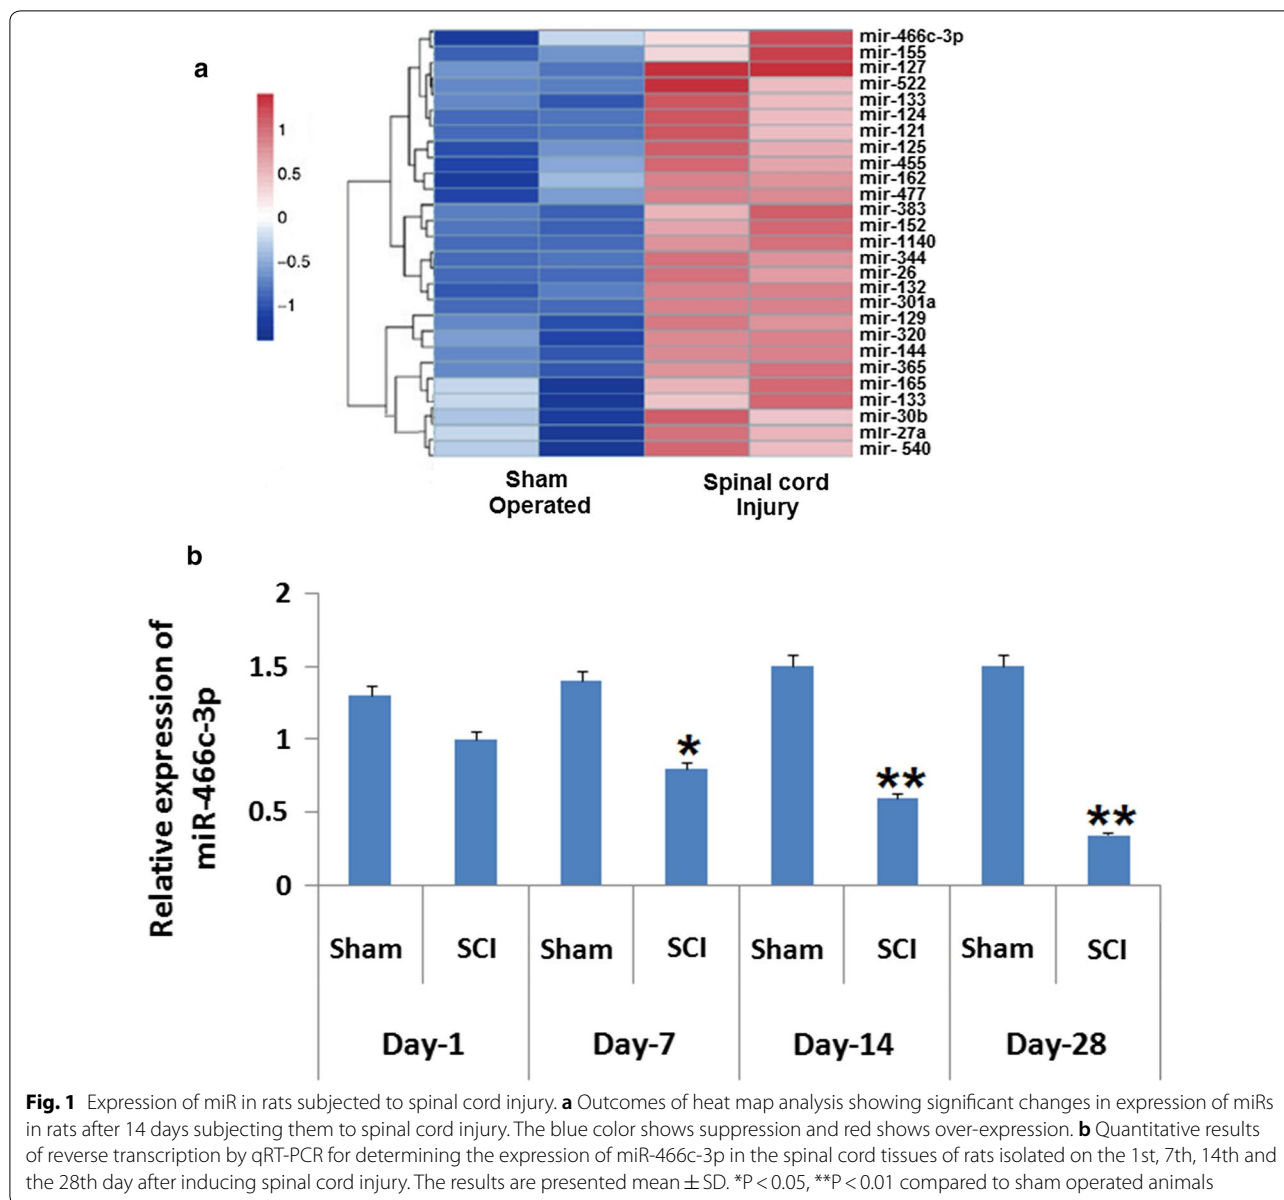 a
1
0.5
0
−0.5
−1
mir-466c-3p
mir-155
mir-127
mir-522
mir-133
mir-124
mir-121
mir-125
mir-455
mir-162
mir-477
mir-383
mir-152
mir-1140
mir-344
mir-26
mir-132
mir-301a
mir-129
mir-320
mir-144
mir-365
mir-165
mir-133
mir-30b
mir-27a
mir- 540
Sham
Operated
Spinal cord
Injury
b
Relative expression of
miR-466c-3p
2
1.5
1
0.5
0
*
**
**
Sham SCI Sham SCI Sham SCI Sham SCI
Day-1 Day-7 Day-14 Day-28
Fig. 1 Expression of miR in rats subjected to spinal cord injury. a Outcomes of heat map analysis showing significant changes in expression of miRs
in rats after 14 days subjecting them to spinal cord injury. The blue color shows suppression and red shows over-expression. b Quantitative results
of reverse transcription by qRT-PCR for determining the expression of miR-466c-3p in the spinal cord tissues of rats isolated on the 1st, 7th, 14th and
the 28th day after inducing spinal cord injury. The results are presented mean ± SD. *P < 0.05, **P < 0.01 compared to sham operated animals